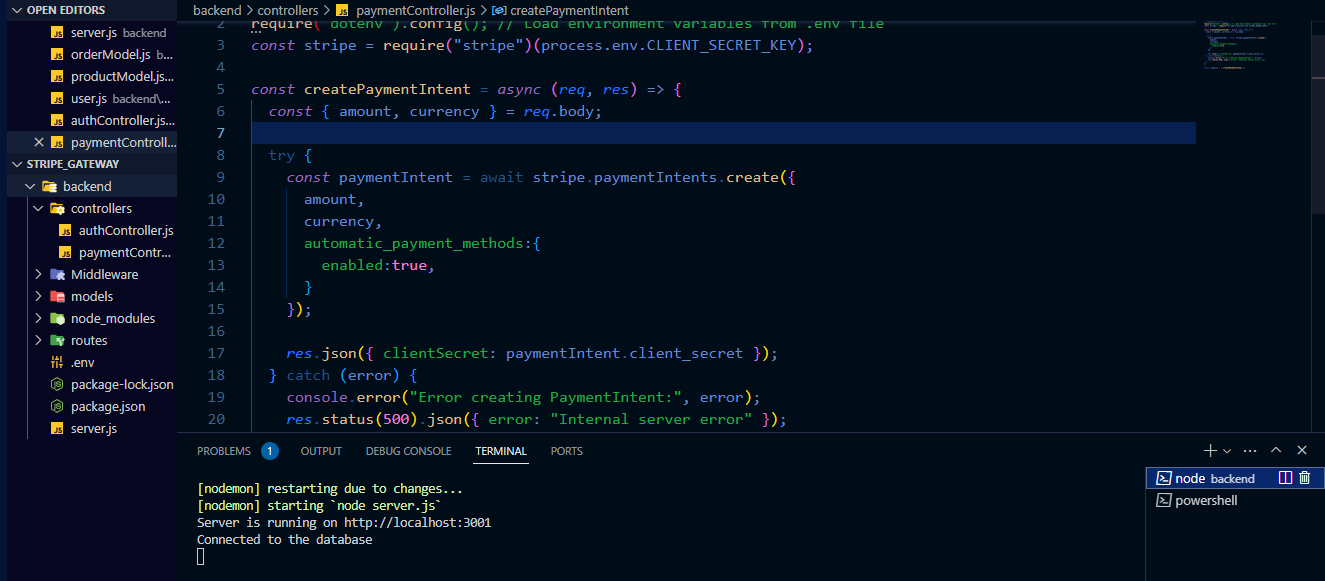 OPEN EDITORS
server.js backend
orderModel.js b...
productModel.js...
user.js backend\...
authController.js...
paymentControll...
STRIPE_GATEWAY
backend
controllers
authController.js
paymentContr...
Middleware
models
node_modules
routes
.env
package-lock.json
package.json
server.js
backend > controllers > JS paymentController.js > createPaymentIntent
2 require("dotenv").config(); // Load environment variables from .env file
3 const stripe = require("stripe")(process.env.CLIENT_SECRET_KEY);
4
5 const createPaymentIntent = async (req, res) => {
6 const { amount, currency } = req.body;
7
8 try {
9 const paymentIntent = await stripe.paymentIntents.create({
10 amount,
11 currency,
12 automatic_payment_methods:{
13 enabled:true,
14 }
15 });
16
17 res.json({ clientSecret: paymentIntent.client_secret });
18 } catch (error) {
19 console.error("Error creating PaymentIntent:", error);
20 res.status(500).json({ error: "Internal server error" });
PROBLEMS 1 OUTPUT DEBUG CONSOLE TERMINAL PORTS
[nodemon] restarting due to changes...
[nodemon] starting `node server.js`
Server is running on http://localhost:3001
Connected to the database
node backend
powershell